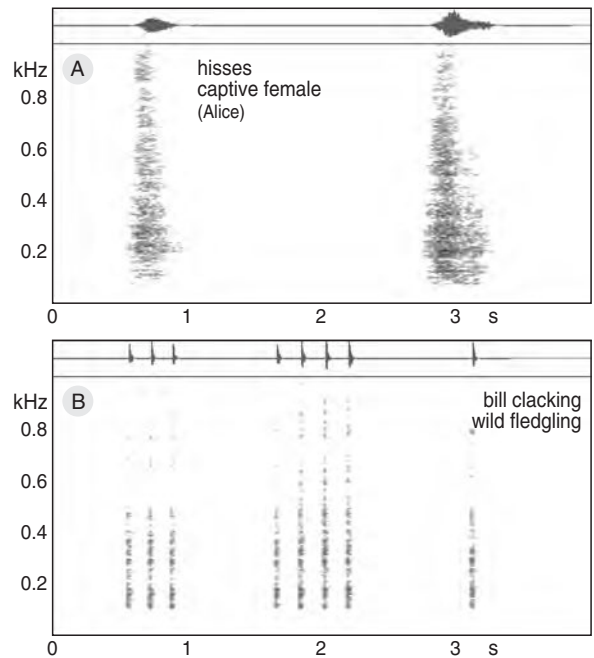 kHz
A
hisses
captive female
(Alice)
0.8
0.6
0.4
0.2
0 1 2 3 s
kHz
B
bill clacking
wild fledgling
0.8
0.6
0.4
0.2
0 1 2 3 s